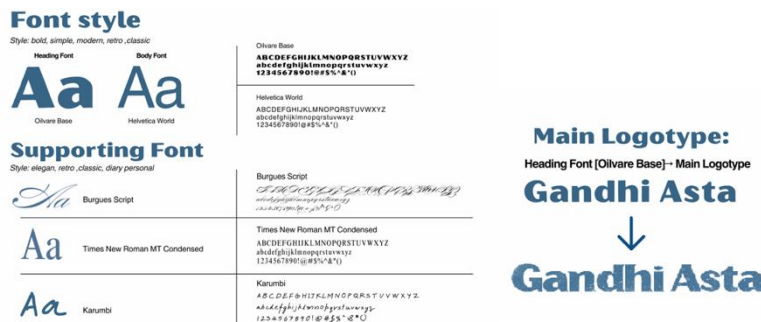 Font style
Style: bold, simple, modern, retro ,classic
Heading Font
Aa
Oilvare Base
Body Font
Aa
Helvetica World
Oilvare Base
ABCDEFGHIJKLMNOPQRSTUVWXYZ
abcdefghijklmnopqrstuvwxyz
1234567890!@#$%^&*()
Helvetica World
ABCDEFGHIJKLMNOPQRSTUVWXYZ
abcdefghijklmnopqrstuvwxyz
1234567890!@#$%^&*()
Supporting Font
Style: elegan, retro ,classic, diary personal
Aa
Burgues Script
Burgues Script
Aa
Times New Roman MT Condensed
Times New Roman MT Condensed
ABCDEFGHIJKLMNOPQRSTUVWXYZ
abcdefghijklmnopqrstuvwxyz
1234567890!@#$%^&*()
Aa
Karumbi
Karumbi
ABCDEFGHIJKLMNOPQRSTUVWXYZ
abcdefghijklmnopqrstuvwxyz
1234567890!@#$%^&*()
Main Logotype:
Heading Font [Oilvare Base]→ Main Logotype
Gandhi Asta
Gandhi Asta